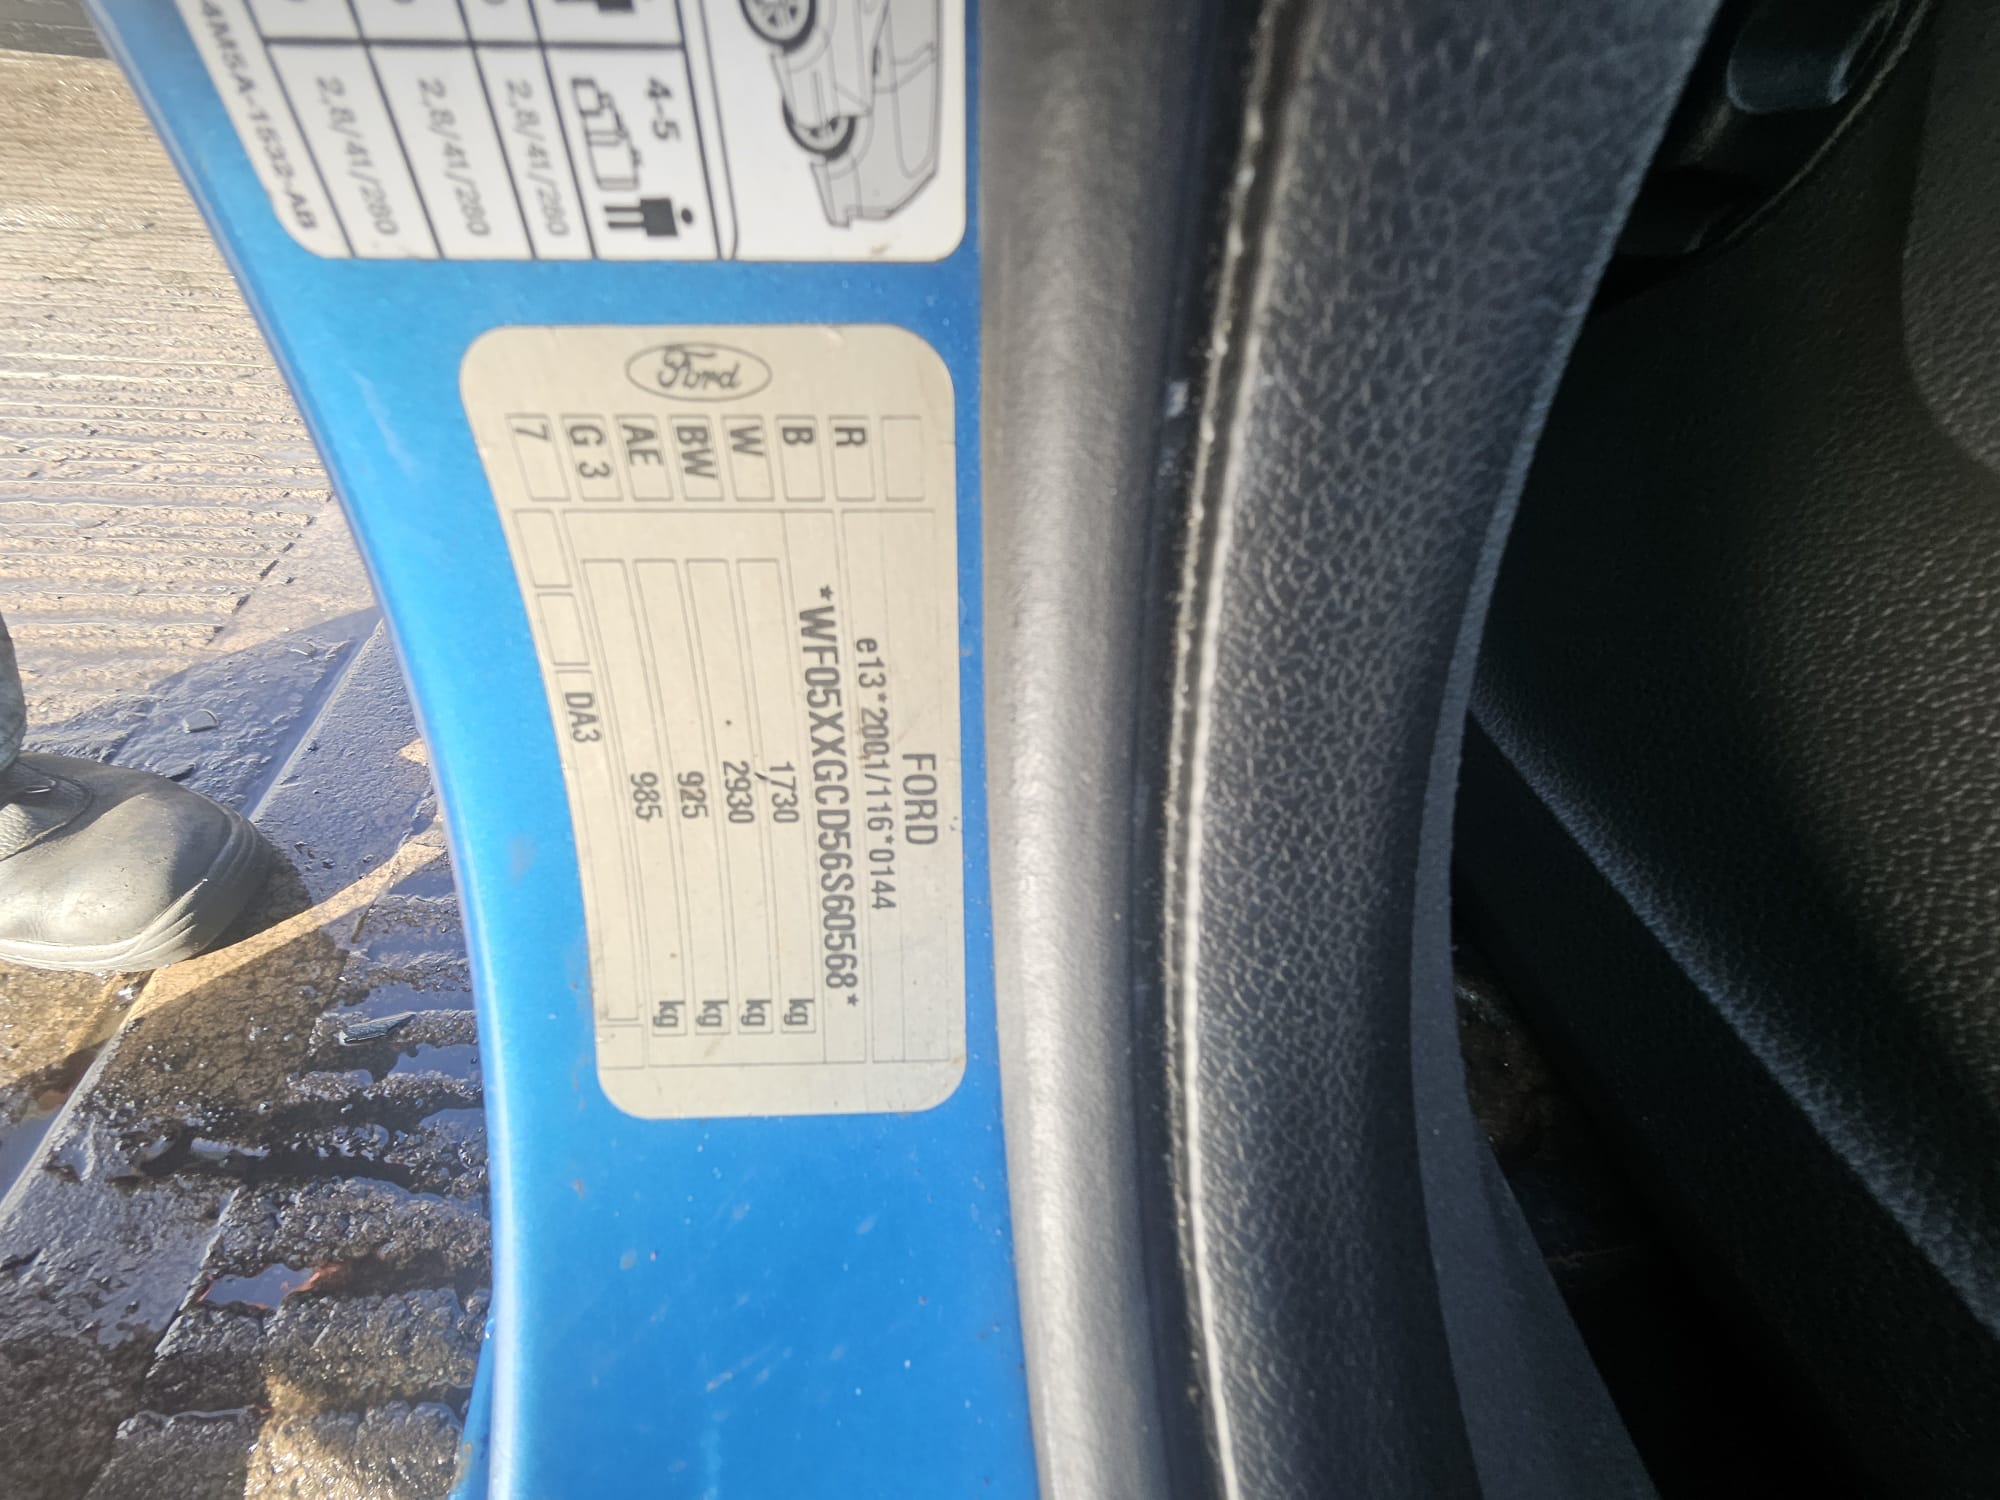 4-5
2,8/41/280
2,8/41/280
2,8/41/280
4M5A-1532-AB
Ford
FORD
R e13*2001/116*0144
B *WF05XXGCD56S60568*
W 1730 kg
BW 2930 kg
AE 925 kg
G 3 985 kg
7 DA3